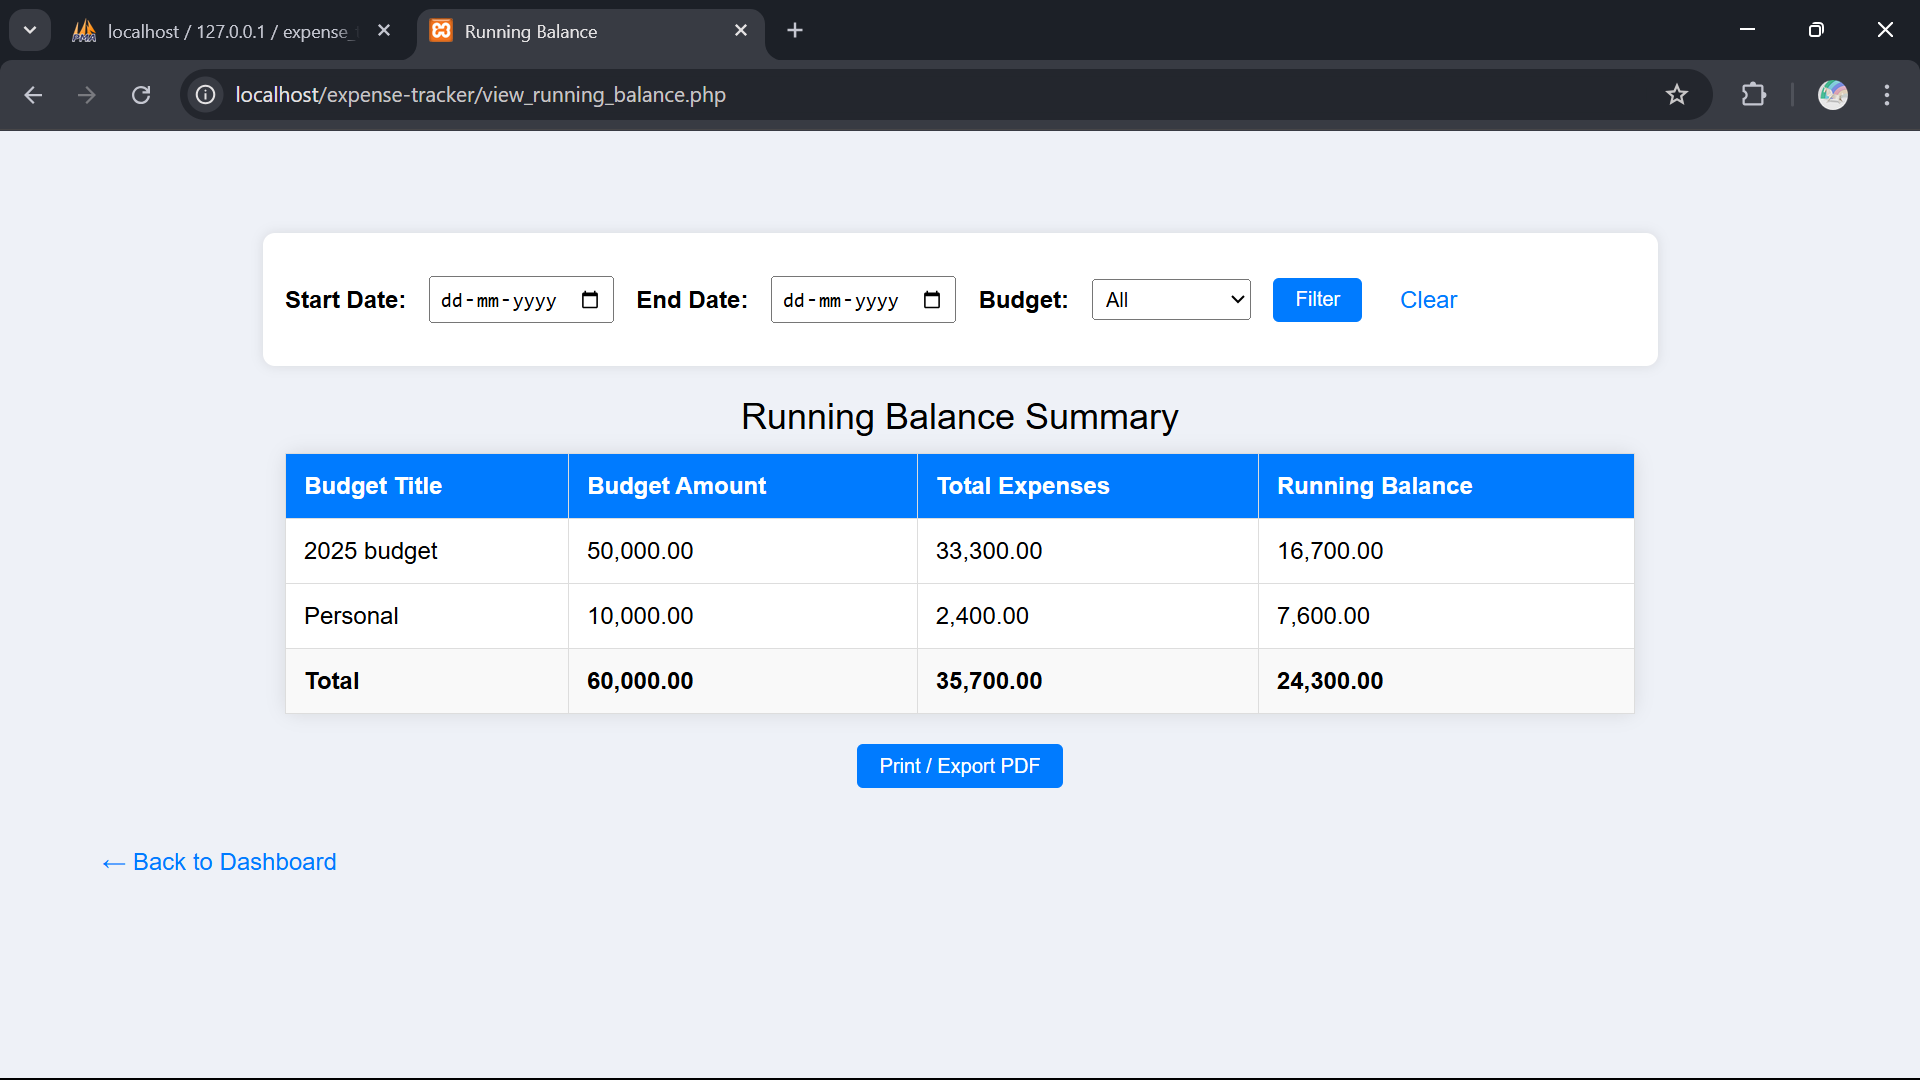 localhost / 127.0.0.1 / expense_
Running Balance
localhost/expense-tracker/view_running_balance.php
Start Date: dd-mm-yyyy End Date: dd-mm-yyyy Budget: All Filter Clear
Running Balance Summary
Budget Title Budget Amount Total Expenses Running Balance
2025 budget 50,000.00 33,300.00 16,700.00
Personal 10,000.00 2,400.00 7,600.00
Total 60,000.00 35,700.00 24,300.00
Print / Export PDF
← Back to Dashboard